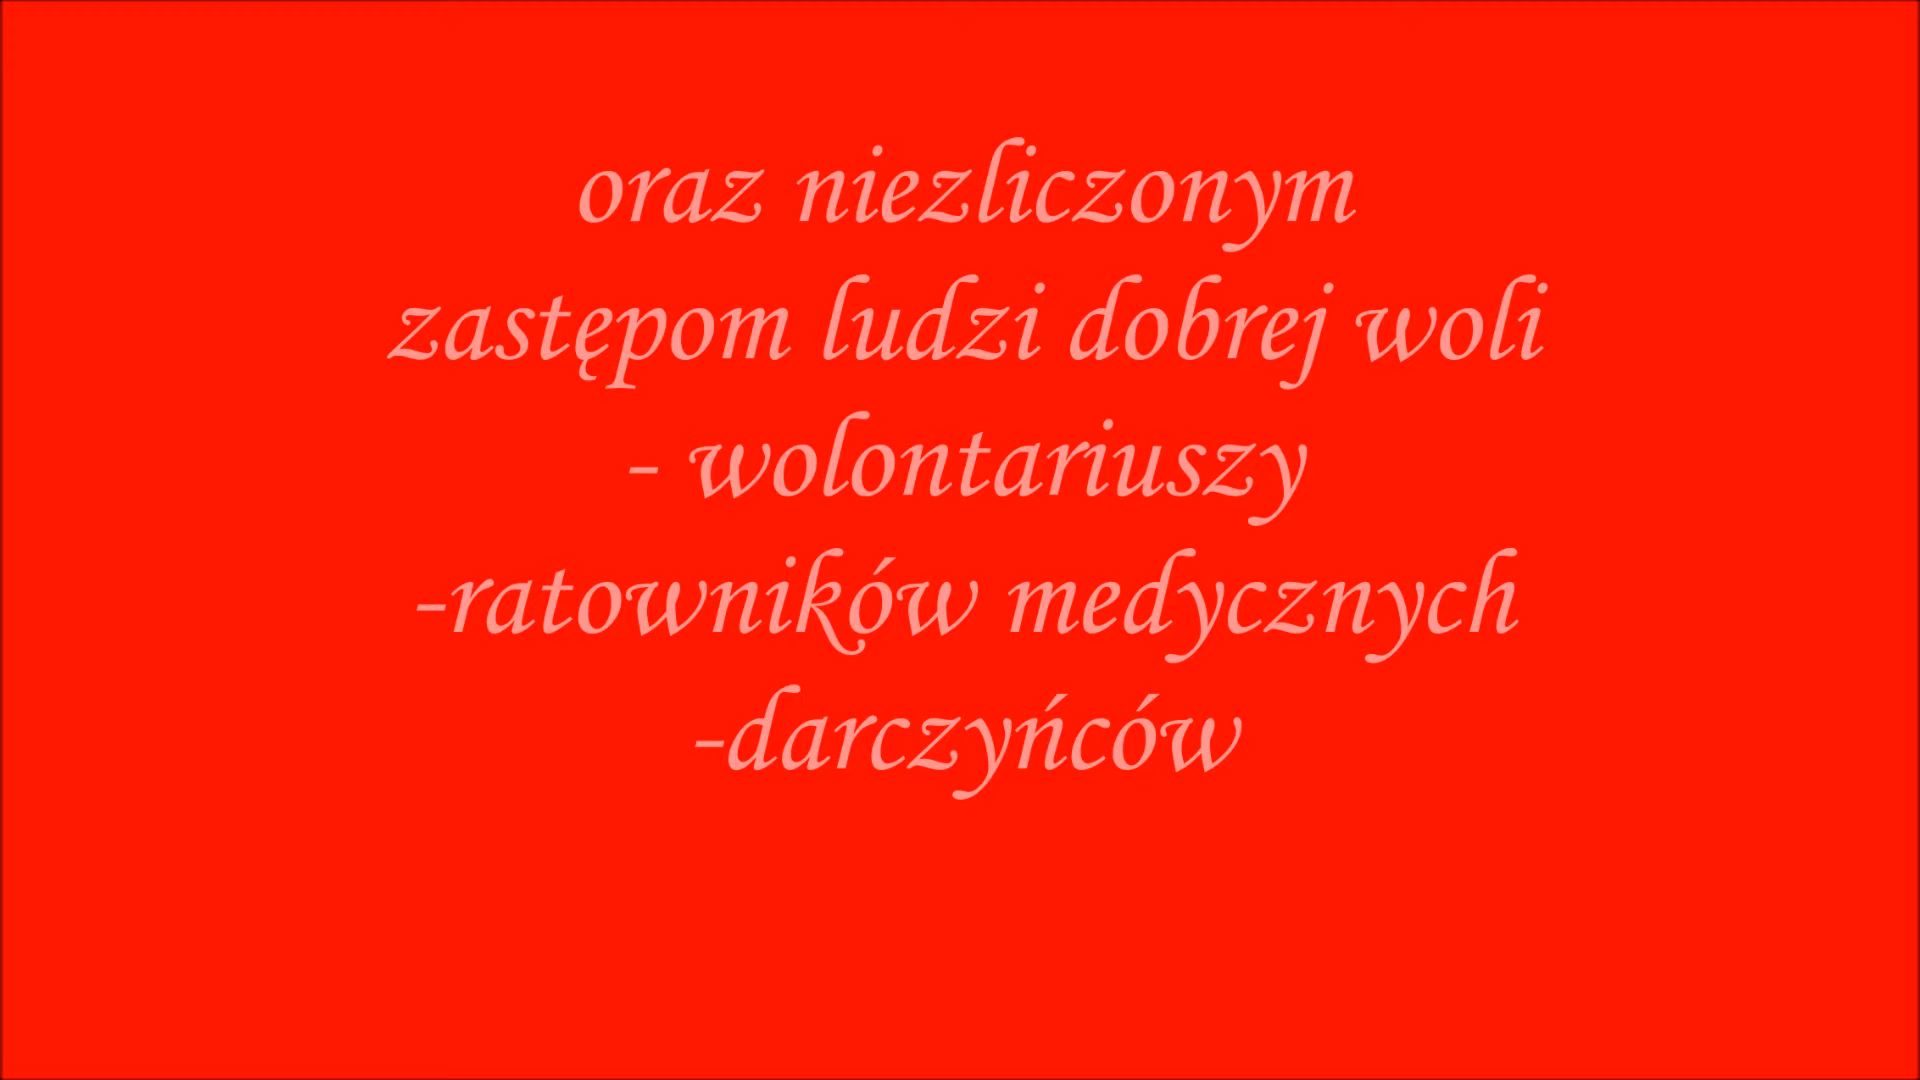 oraz niezliczonym
zastępom ludzi dobrej woli
- wolontariuszy
-ratowników medycznych
-darczyńców